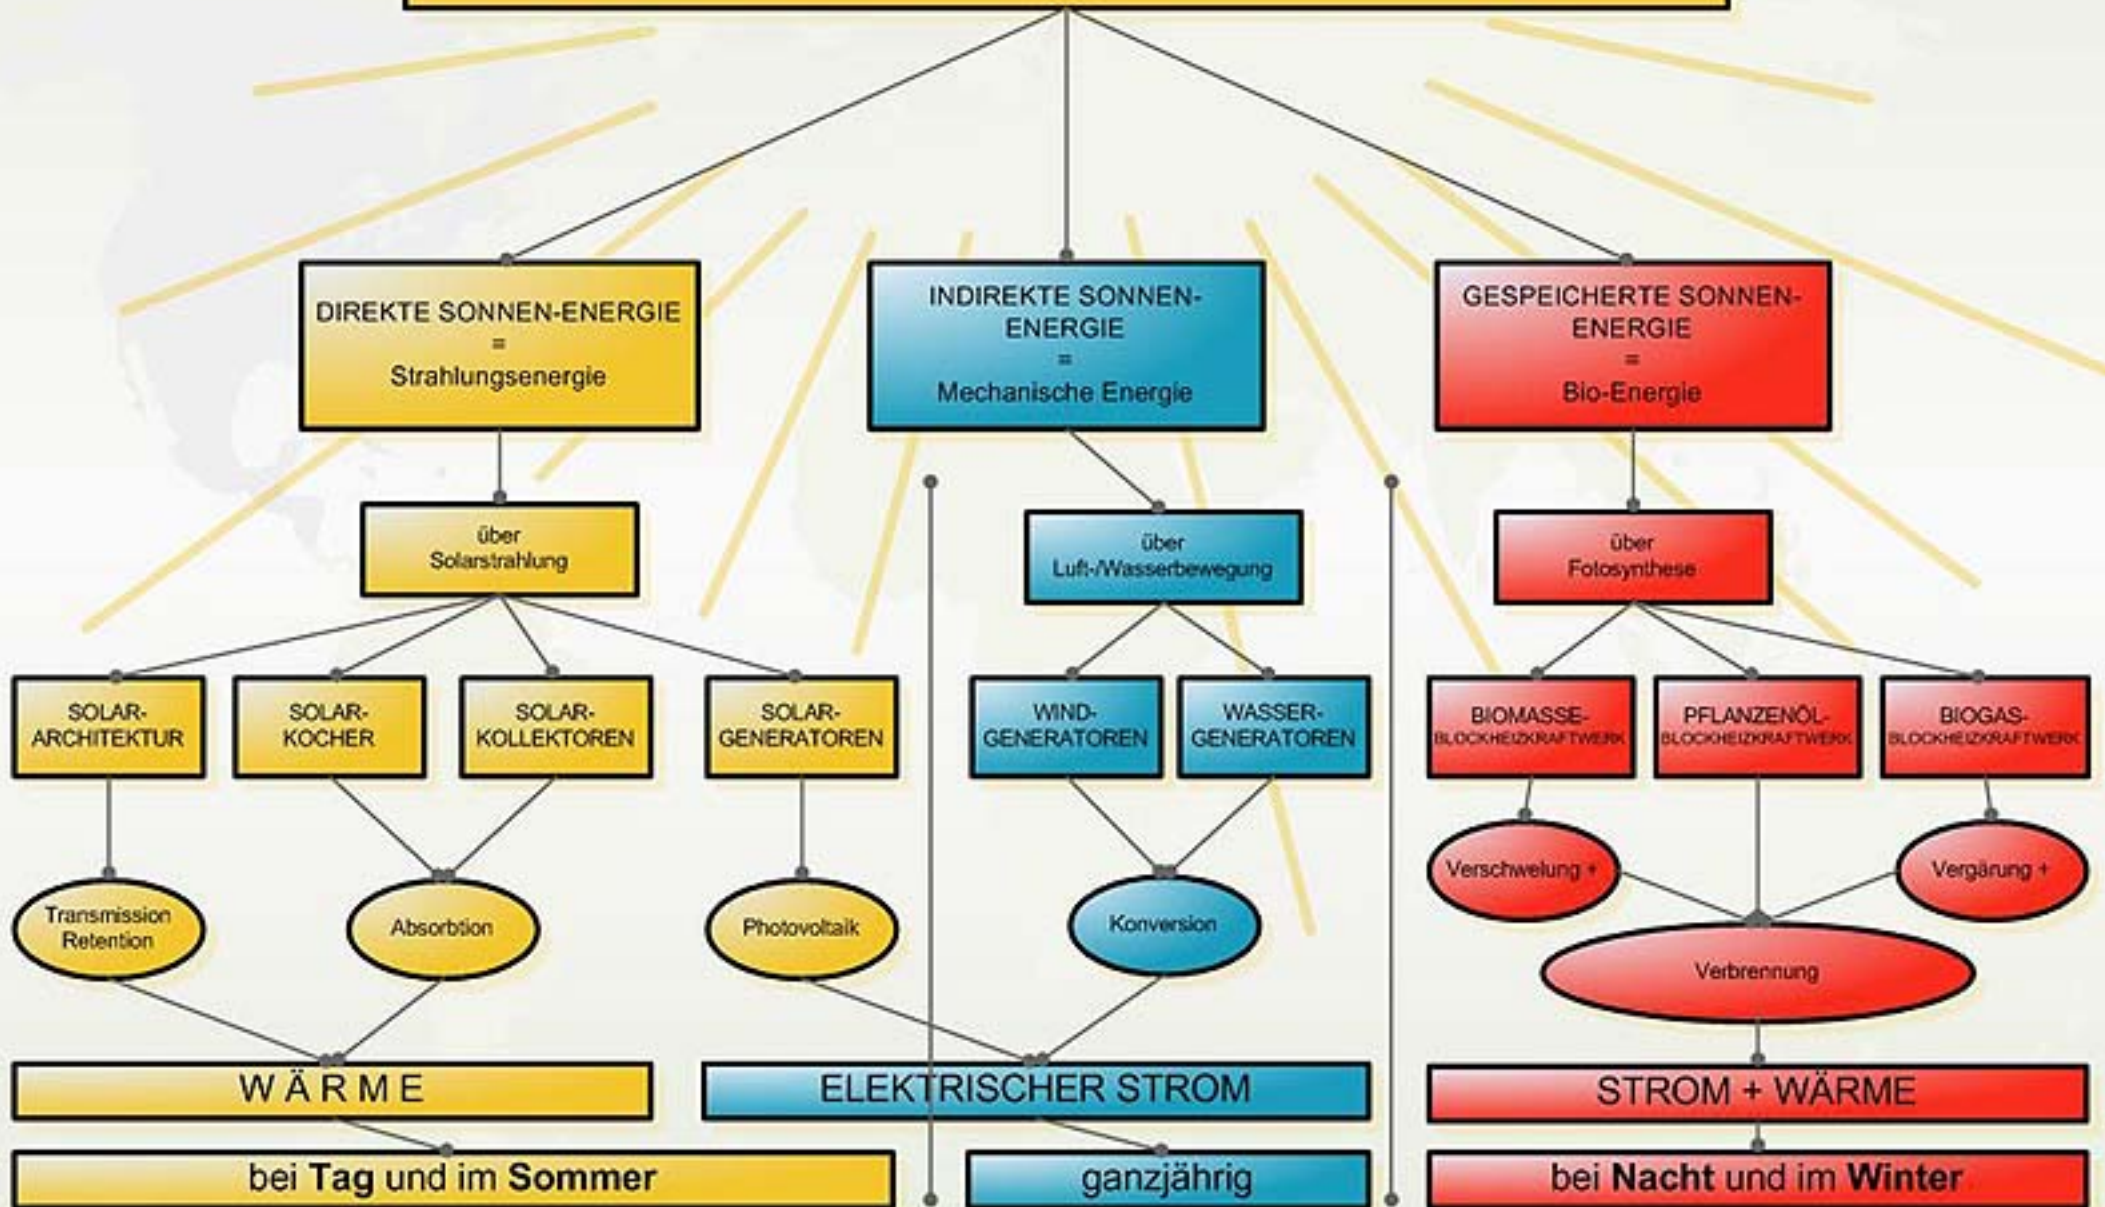 DIREKTE SONNEN-ENERGIE
=
Strahlungsenergie
INDIREKTE SONNEN-
ENERGIE
=
Mechanische Energie
GESPEICHERTE SONNEN-
ENERGIE
=
Bio-Energie
über
Solarstrahlung
über
Luft-/Wasserbewegung
über
Fotosynthese
SOLAR-
ARCHITEKTUR
SOLAR-
KOCHER
SOLAR-
KOLLEKTOREN
SOLAR-
GENERATOREN
WIND-
GENERATOREN
WASSER-
GENERATOREN
BIOMASSE-
BLOCKHEIZKRAFTWERK
PFLANZENÖL-
BLOCKHEIZKRAFTWERK
BIOGAS-
BLOCKHEIZKRAFTWERK
Verschwelung +
Vergärung +
Transmission
Retention
Absorbtion
Photovoltaik
Konversion
Verbrennung
WÄRME
ELEKTRISCHER STROM
STROM + WÄRME
bei Tag und im Sommer
ganzjährig
bei Nacht und im Winter